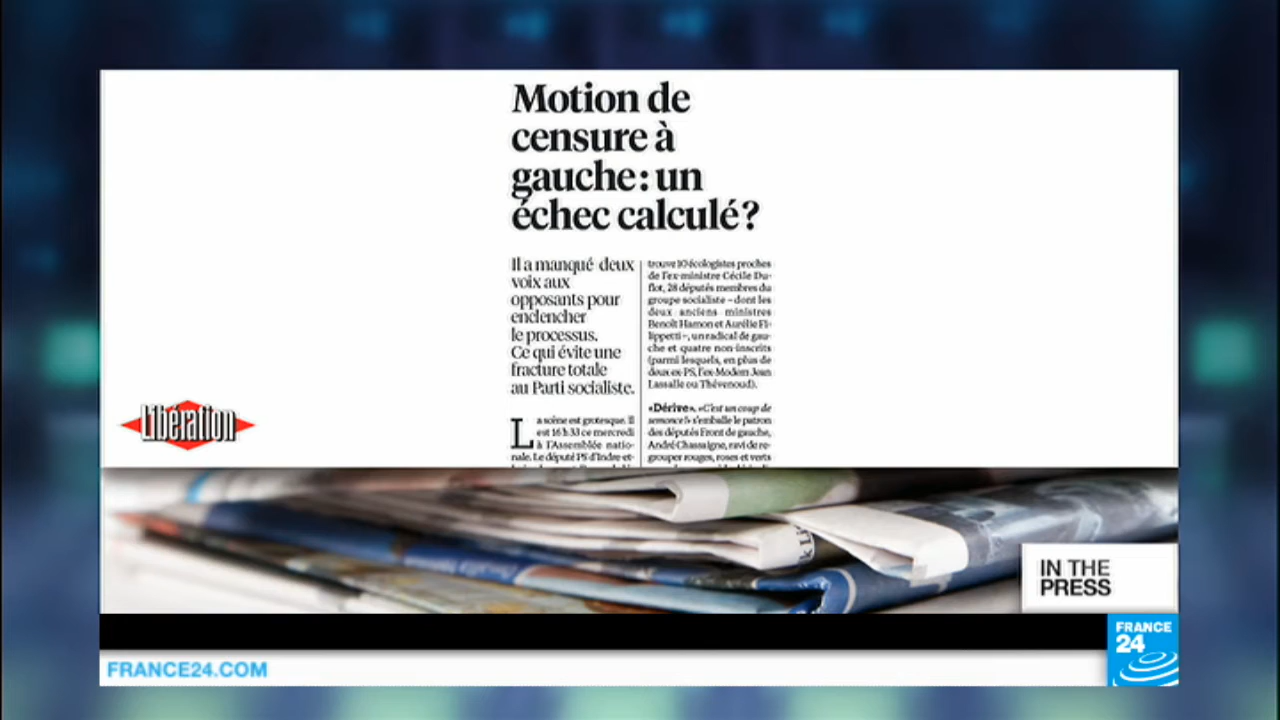 Motion de
censure à
gauche : un
échec calculé ?
Il a manqué deux
voix aux
opposants pour
enclencher
le processus.
Ce qui évite une
fracture totale
au Parti socialiste.
La scène est grotesque. Il
est 16 h 33 ce mercredi
à l'Assemblée natio-
nale. Le député PS d'Indre-et-
trouve 10 écologistes proches
de l'ex-ministre Cécile Du-
flot, 28 députés membres du
groupe socialiste – dont les
deux anciens ministres
Benoît Hamon et Aurélie Fi-
lippetti –, un radical de gau-
che et quatre non-inscrits
(parmi lesquels, en plus de
deux ex-PS, l'ex-Modem Jean
Lassalle ou Thévenoud).
«Dérive». «C'est un coup de
semonce !» s'emballe le patron
des députés Front de gauche,
André Chassaigne, ravi de re-
grouper rouges, roses et verts
Libération
IN THE
PRESS
FRANCE
24
FRANCE24.COM